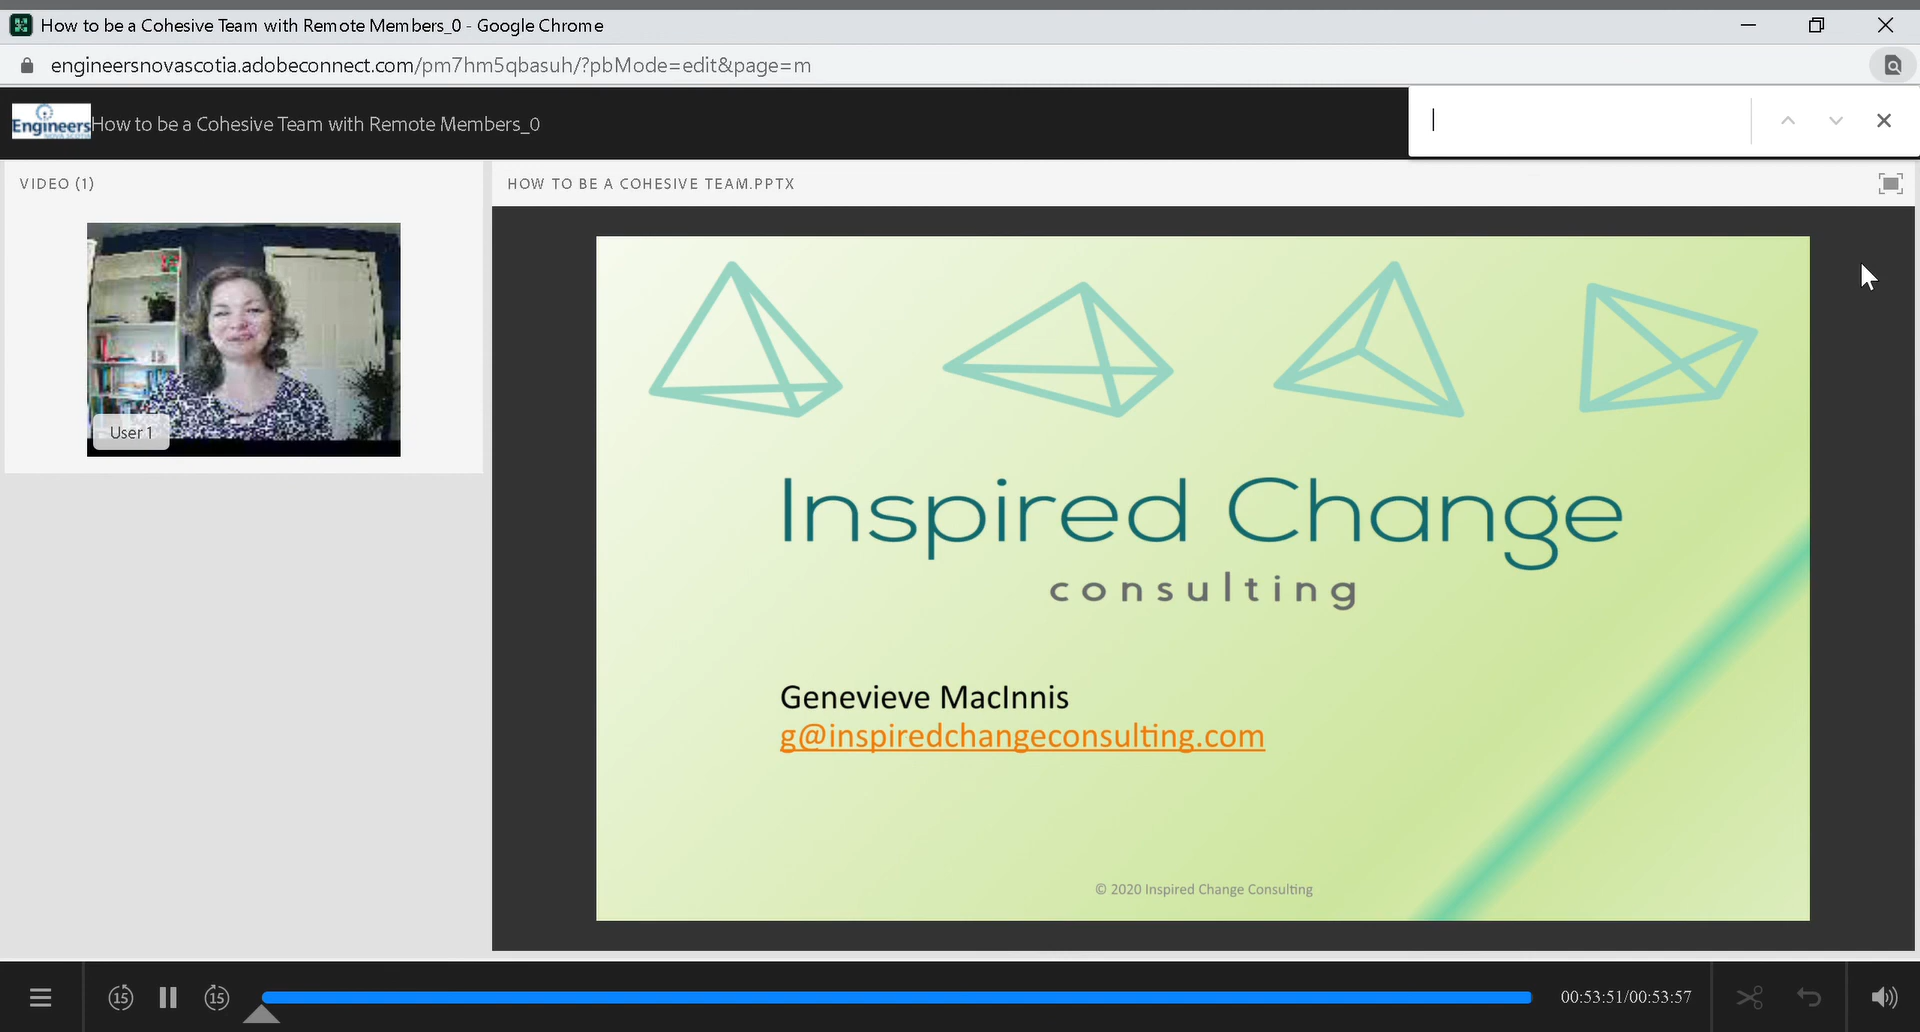 How to be a Cohesive Team with Remote Members_0 - Google Chrome
engineersnovascotia.adobeconnect.com/pm7hm5qbasuh/?pbMode=edit&page=m
Engineers
NOVA SCOTIA
How to be a Cohesive Team with Remote Members_0
VIDEO (1)
HOW TO BE A COHESIVE TEAM.PPTX
User 1
Inspired Change
consulting
Genevieve MacInnis
g@inspiredchangeconsulting.com
© 2020 Inspired Change Consulting
15
15
00:53:51/00:53:57